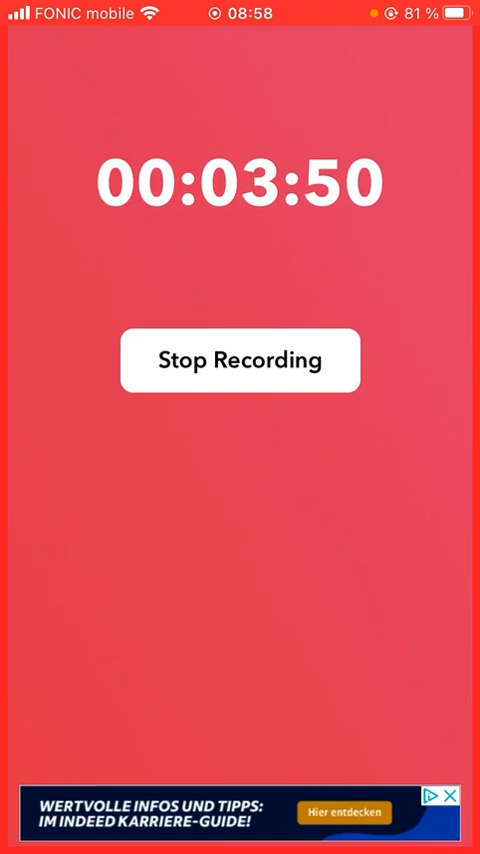 FONIC mobile 08:58 81 %
00:03:50
Stop Recording
WERTVOLLE INFOS UND TIPPS:
IM INDEED KARRIERE-GUIDE!
Hier entdecken